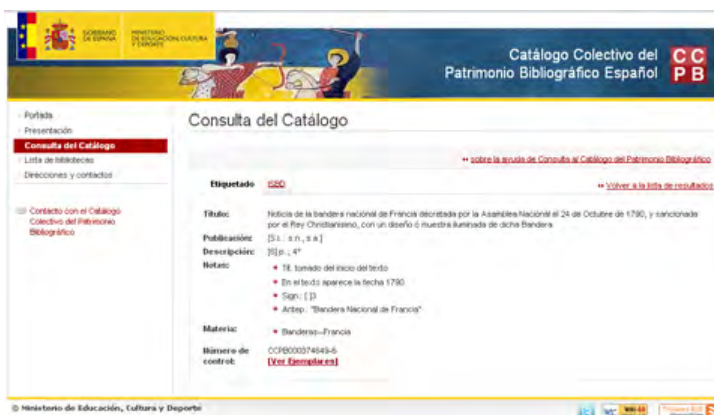 GOBIERNO
DE ESPAÑA
MINISTERIO
DE EDUCACIÓN, CULTURA
Y DEPORTE
Catálogo Colectivo del
Patrimonio Bibliográfico Español
C C
P B
Portada
Presentación
Consulta del Catálogo
Lista de bibliotecas
Direcciones y contactos
Contacto con el Catálogo
Colectivo del Patrimonio
Bibliográfico
Consulta del Catálogo
sobre la ayuda de Consulta al Catálogo del Patrimonio Bibliográfico
Etiquetado ISBD
Volver a la lista de resultados
Título: Noticia de la bandera nacional de Francia decretada por la Asamblea Nacional el 24 de Octubre de 1790, y sancionada
por el Rey Christianisimo, con un diseño ó muestra iluminada de dicha Bandera
Publicación: [S.l. : s.n., s.a.]
Descripción: [6] p. ; 4°
Notas: Tít. tomado del inicio del texto
En el texto aparece la fecha 1790
Sign.: [ ]3
Antep.: "Bandera Nacional de Francia"
Materia: Banderas--Francia
Número de
control: CCPB000374649-6
[Ver Ejemplares]
© Ministerio de Educación, Cultura y Deporte